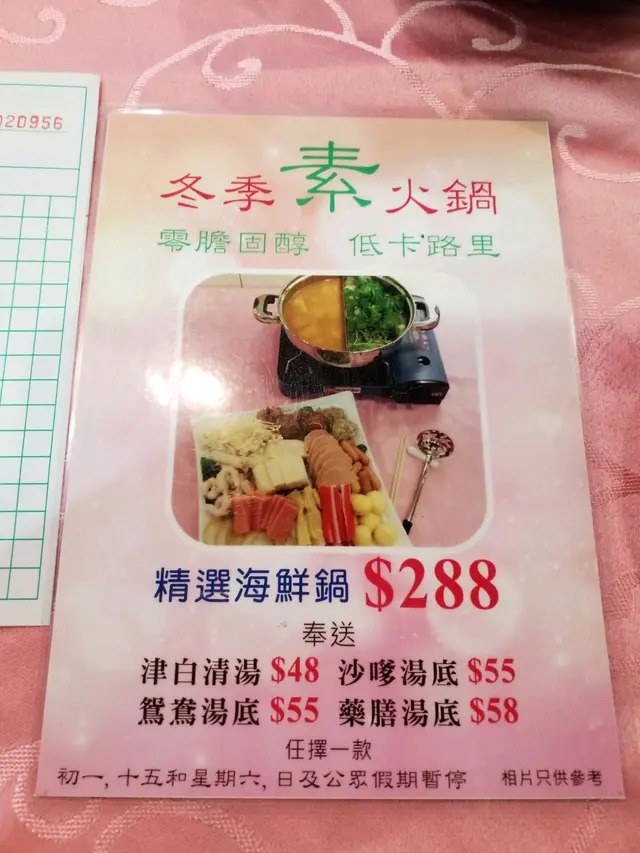 020956
冬季素火鍋
零膽固醇 低卡路里
精選海鮮鍋 $288
奉送
津白清湯 $48 沙嗲湯底 $55
鴛鴦湯底 $55 藥膳湯底 $58
任擇一款
初一, 十五和星期六, 日及公眾假期暫停 相片只供參考